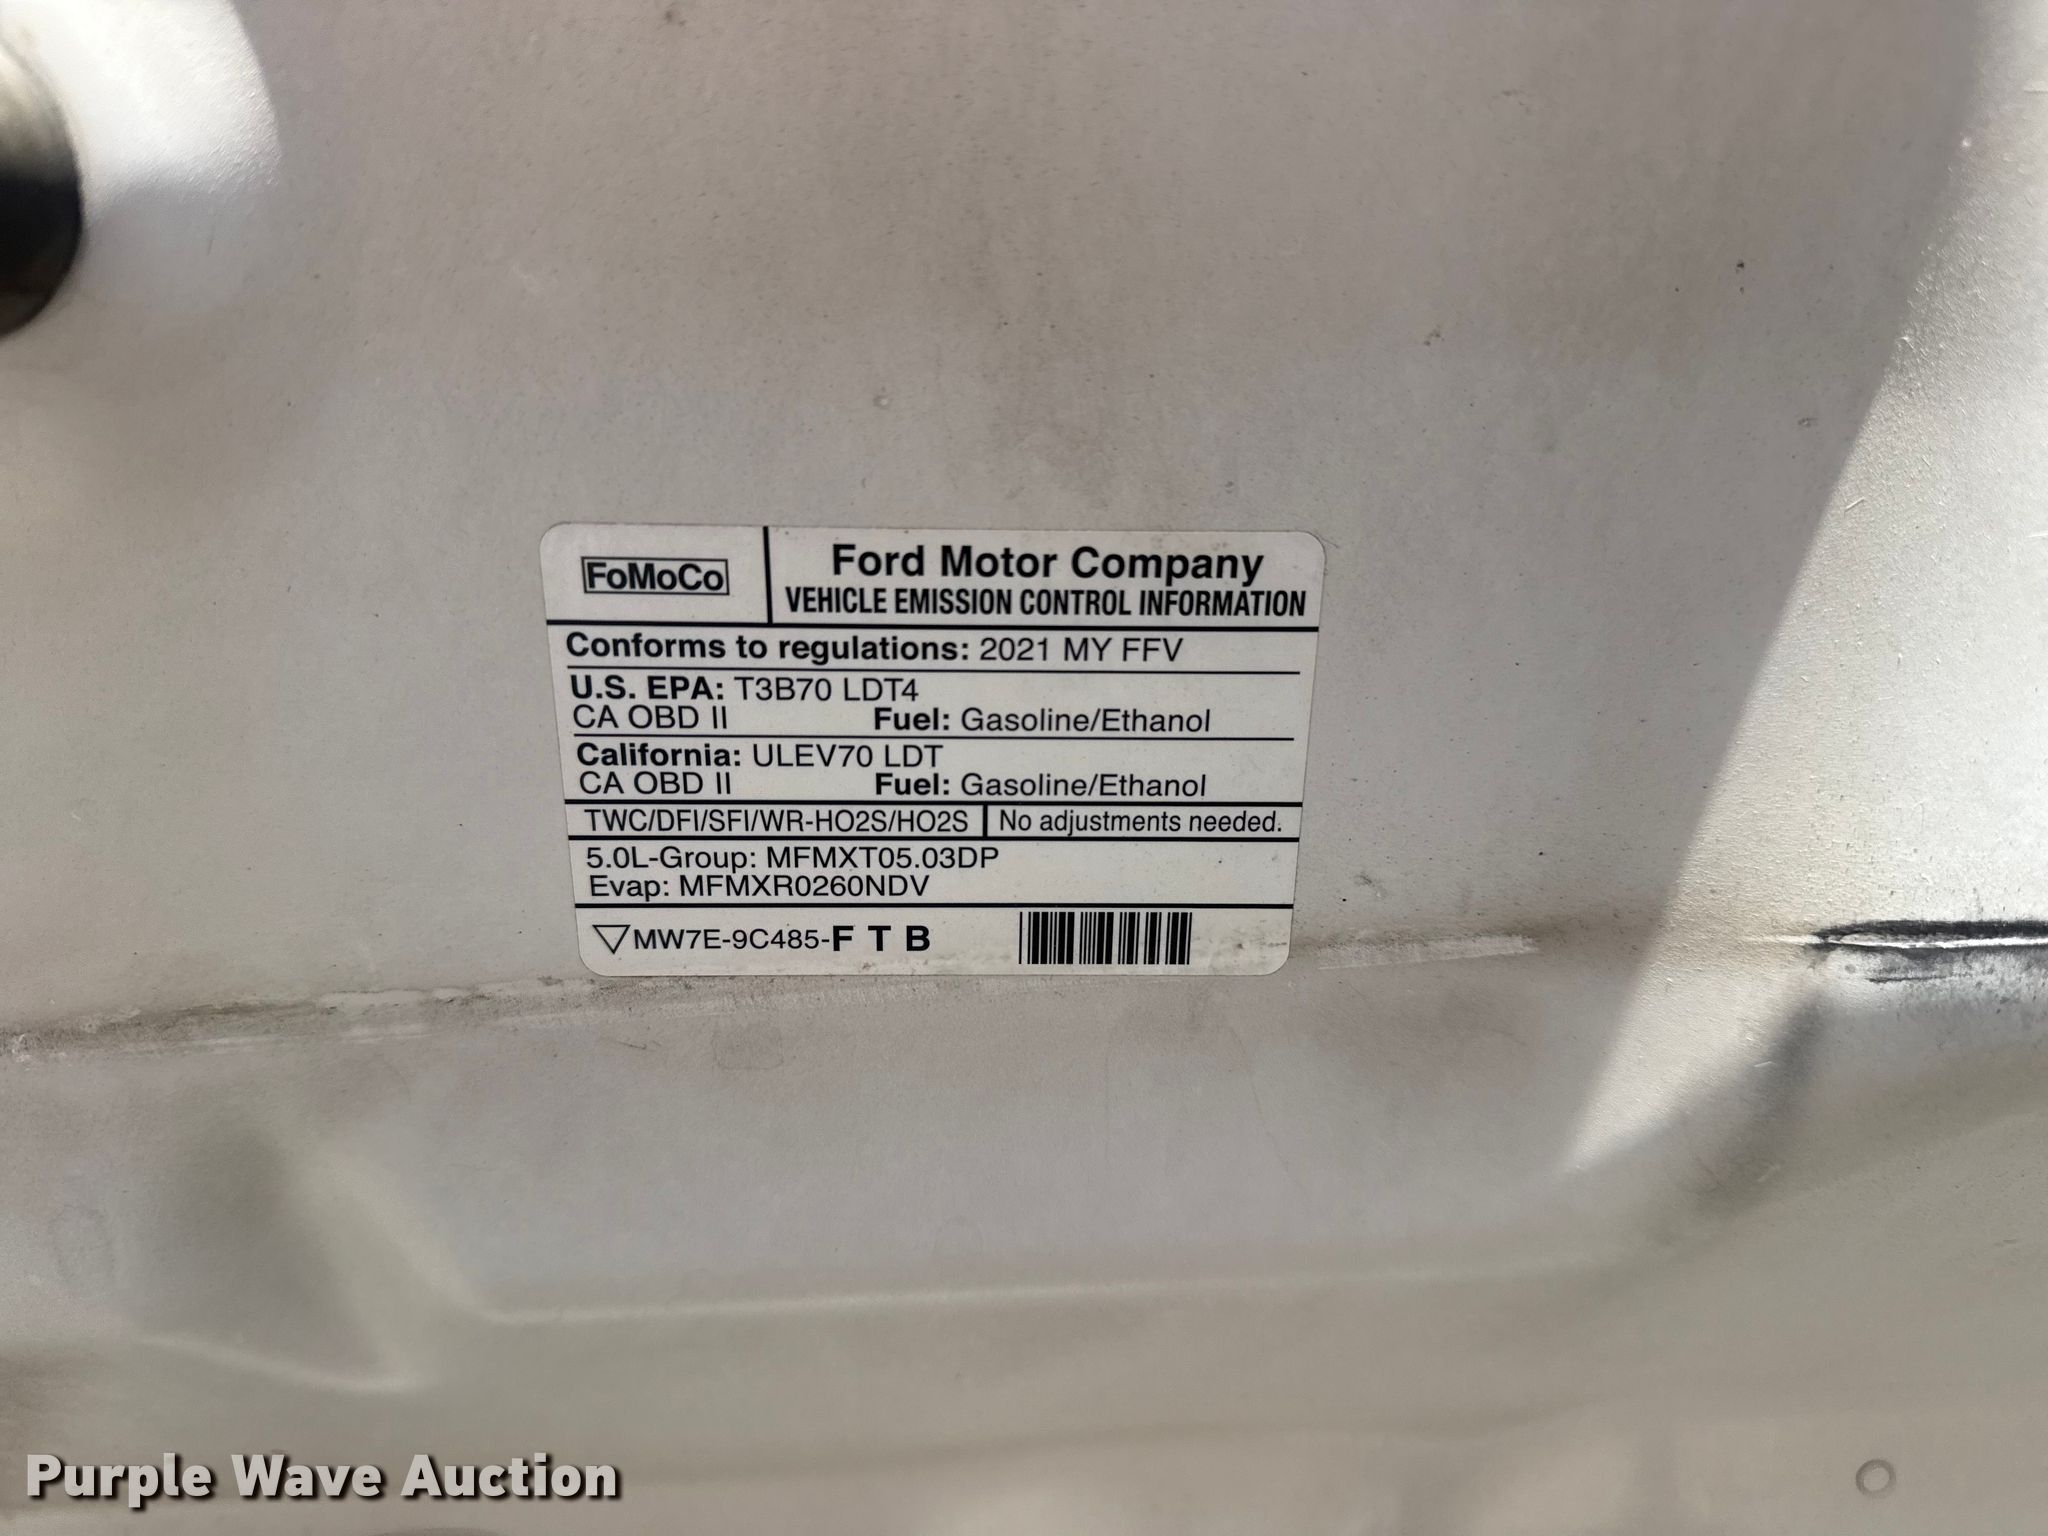 FoMoCo
Ford Motor Company
VEHICLE EMISSION CONTROL INFORMATION
Conforms to regulations: 2021 MY FFV
U.S. EPA: T3B70 LDT4
CA OBD II Fuel: Gasoline/Ethanol
California: ULEV70 LDT
CA OBD II Fuel: Gasoline/Ethanol
TWC/DFI/SFI/WR-HO2S/HO2S No adjustments needed.
5.0L-Group: MFMXT05.03DP
Evap: MFMXR0260NDV
MW7E-9C485-F T B
Purple Wave Auction